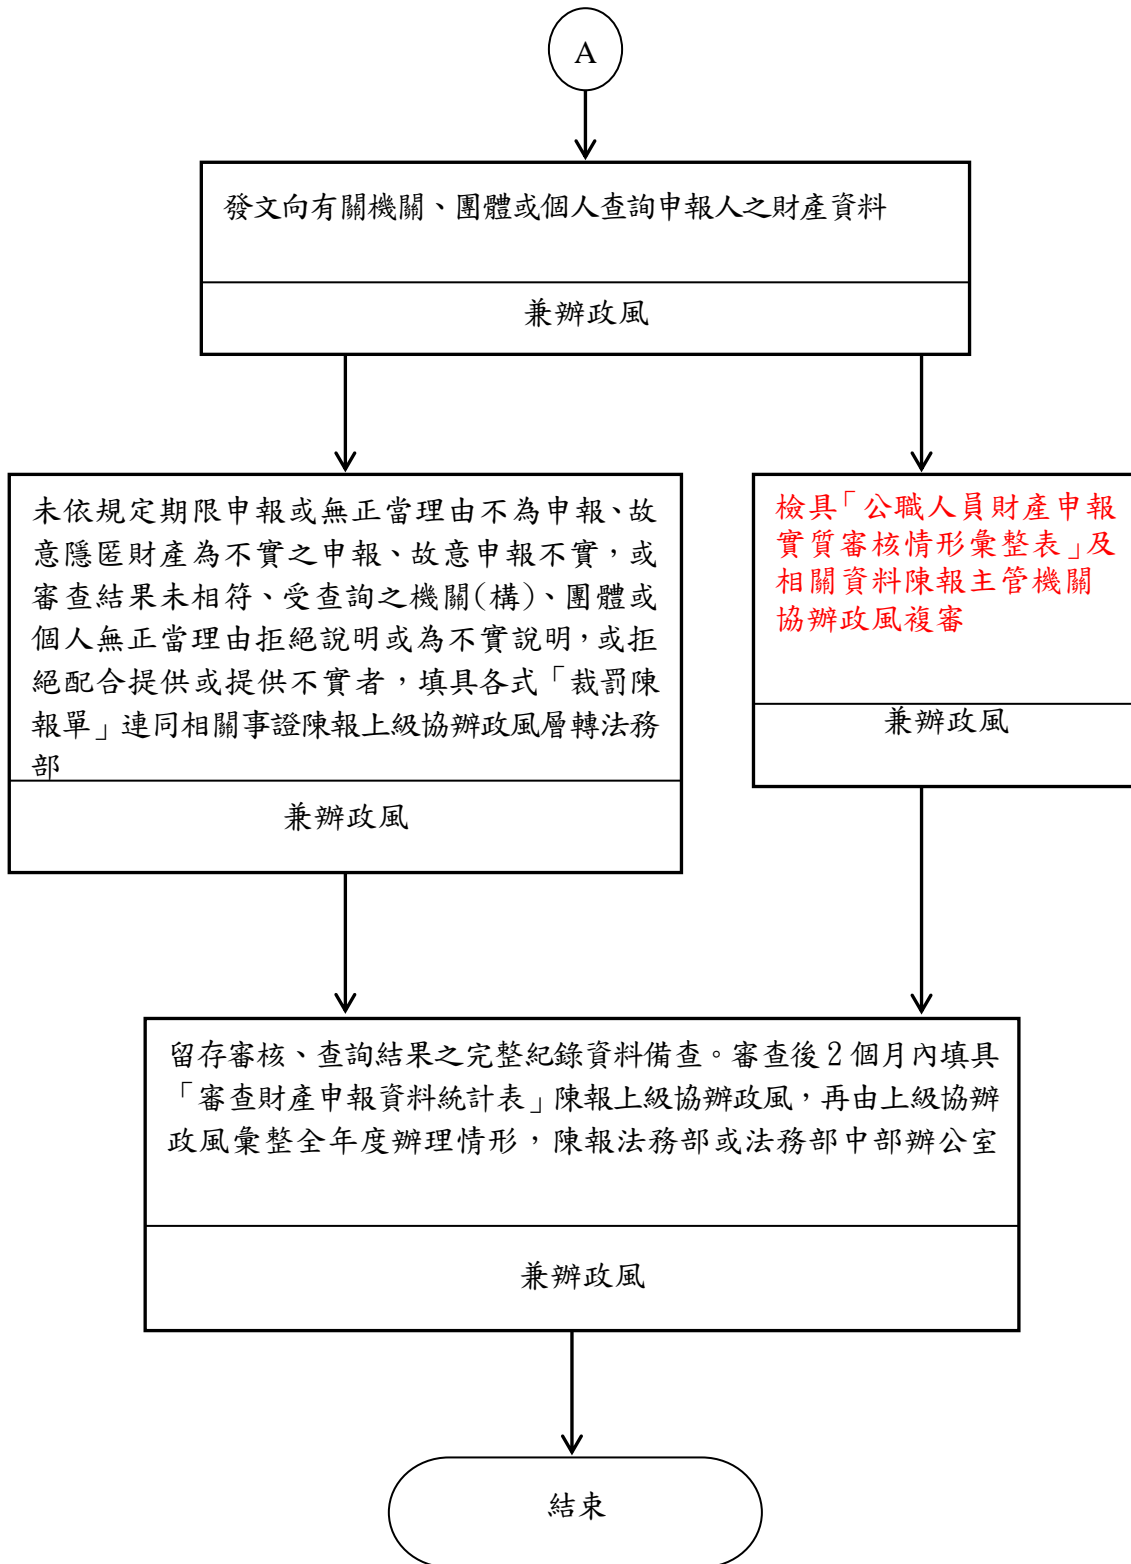 A
發文向有關機關、團體或個人查詢申報人之財產資料
兼辦政風
未依規定期限申報或無正當理由不為申報、故
意隱匿財產為不實之申報、故意申報不實，或
審查結果未相符、受查詢之機關(構)、團體或
個人無正當理由拒絕說明或為不實說明，或拒
絕配合提供或提供不實者，填具各式「裁罰陳
報單」連同相關事證陳報上級協辦政風層轉法務
部
兼辦政風
檢具「公職人員財產申報
實質審核情形彙整表」及
相關資料陳報主管機關
協辦政風複審
兼辦政風
留存審核、查詢結果之完整紀錄資料備查。審查後 2 個月內填具
「審查財產申報資料統計表」陳報上級協辦政風，再由上級協辦
政風彙整全年度辦理情形，陳報法務部或法務部中部辦公室
兼辦政風
結束